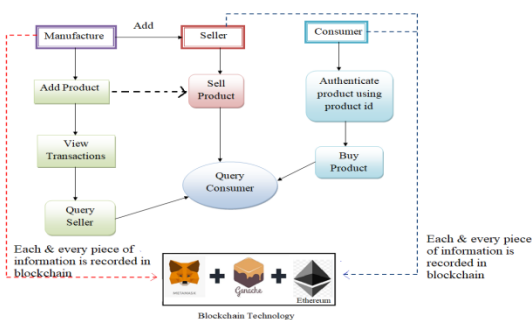 Manufacture
Add
Seller
Consumer
Add Product
Sell
Product
Authenticate
product using
product id
View
Transactions
Buy
Product
Query
Consumer
Query
Seller
Each & every piece of
information is recorded in
blockchain
Each & every piece
of information is
recorded in
blockchain
METAMASK
+
Ganache
+
Ethereum
Blockchain Technology